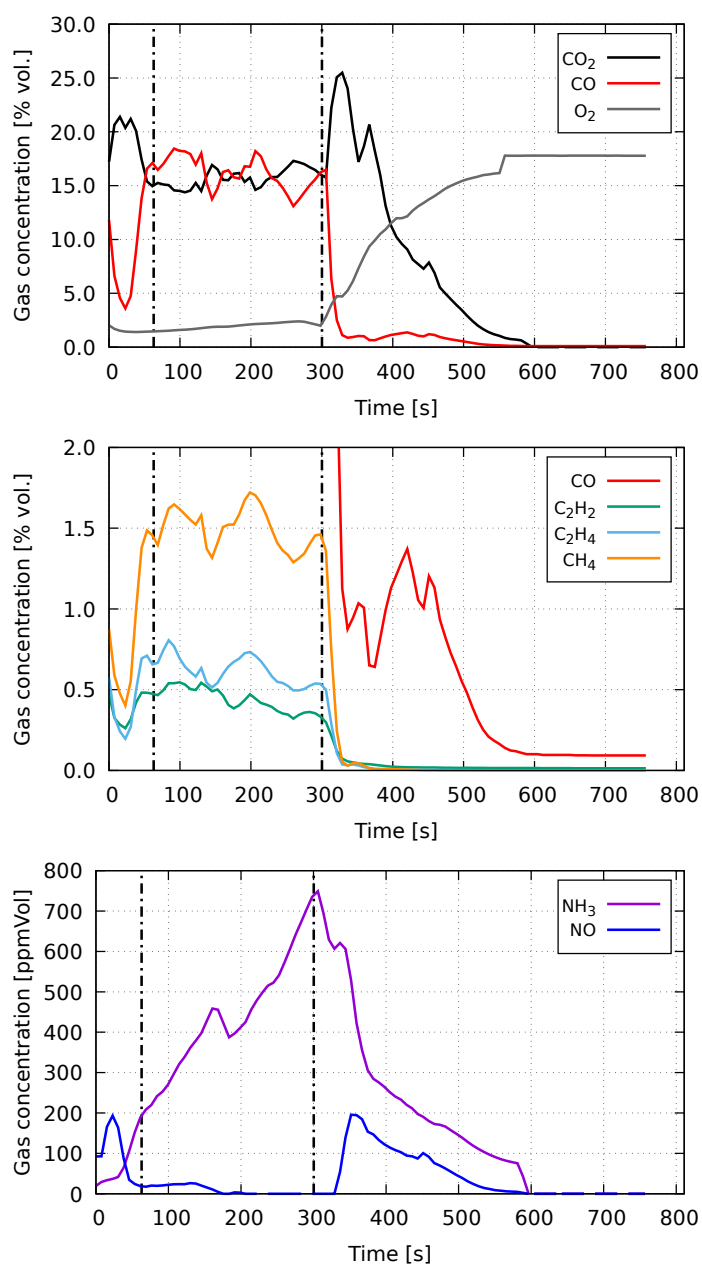 Gas concentration [% vol.]
30.0
25.0
20.0
15.0
10.0
5.0
0.0
CO₂
CO
O₂
0 100 200 300 400 500 600 700 800
Time [s]
Gas concentration [% vol.]
2.0
1.5
1.0
0.5
0.0
CO
C₂H₂
C₂H₄
CH₄
0 100 200 300 400 500 600 700 800
Time [s]
Gas concentration [ppmVol]
800
700
600
500
400
300
200
100
0
NH₃
NO
0 100 200 300 400 500 600 700 800
Time [s]